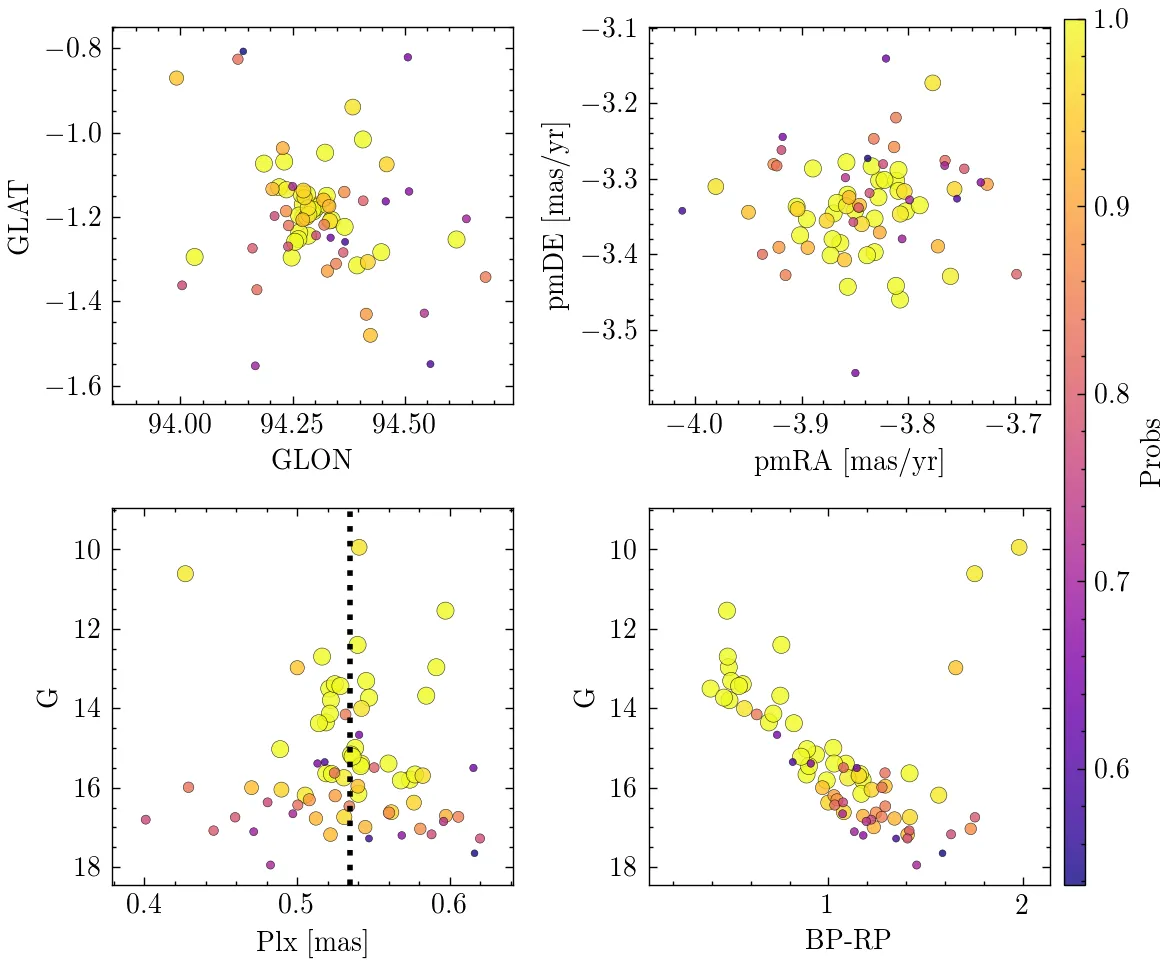 −0.8
−1.0
−1.2
−1.4
−1.6
GLAT
94.00 94.25 94.50
GLON
−3.1
−3.2
−3.3
−3.4
−3.5
pmDE [mas/yr]
−4.0 −3.9 −3.8 −3.7
pmRA [mas/yr]
10
12
14
16
18
G
0.4 0.5 0.6
Plx [mas]
10
12
14
16
18
G
1 2
BP-RP
1.0
0.9
0.8
0.7
0.6
Probs